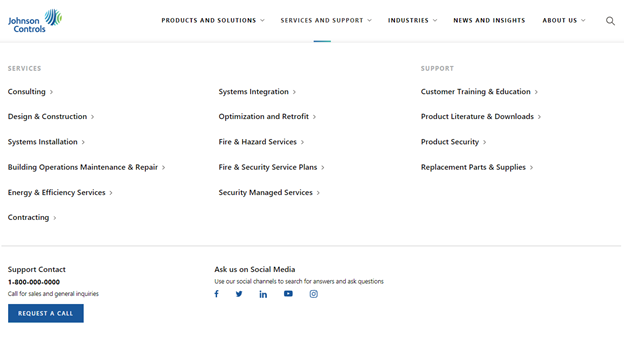 Johnson
Controls
PRODUCTS AND SOLUTIONS
SERVICES AND SUPPORT
INDUSTRIES
NEWS AND INSIGHTS
ABOUT US
SERVICES
Consulting
Design & Construction
Systems Installation
Building Operations Maintenance & Repair
Energy & Efficiency Services
Contracting
Systems Integration
Optimization and Retrofit
Fire & Hazard Services
Fire & Security Service Plans
Security Managed Services
SUPPORT
Customer Training & Education
Product Literature & Downloads
Product Security
Replacement Parts & Supplies
Support Contact
1-800-000-0000
Call for sales and general inquiries
REQUEST A CALL
Ask us on Social Media
Use our social channels to search for answers and ask questions